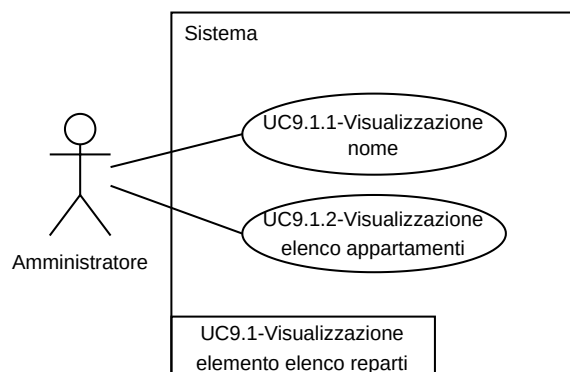 Sistema
UC9.1.1-Visualizzazione
nome
UC9.1.2-Visualizzazione
elenco appartamenti
Amministratore
UC9.1-Visualizzazione
elemento elenco reparti